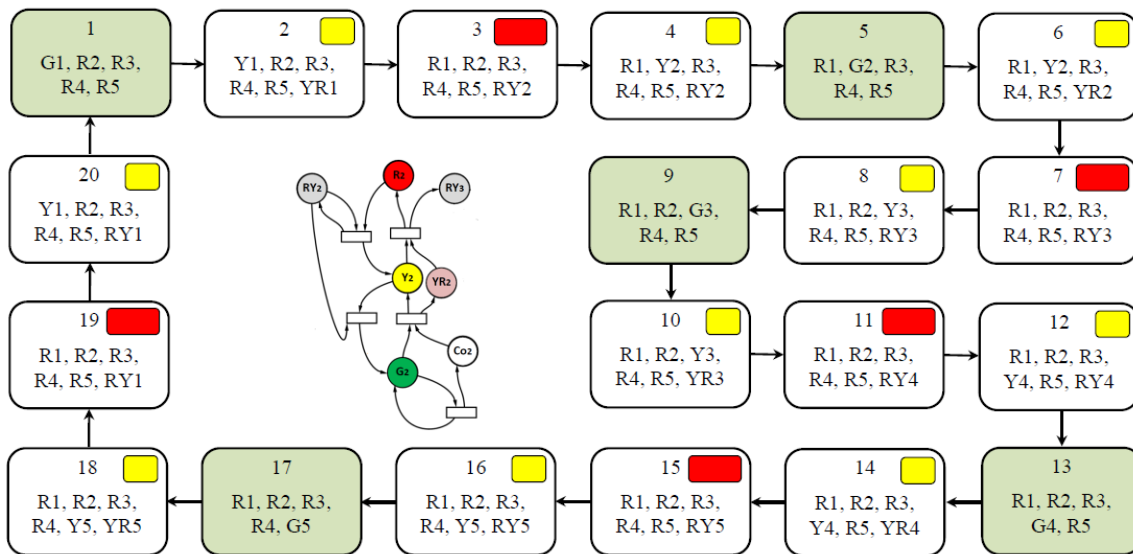 1
G1, R2, R3,
R4, R5
2
Y1, R2, R3,
R4, R5, YR1
3
R1, R2, R3,
R4, R5, RY2
4
R1, Y2, R3,
R4, R5, RY2
5
R1, G2, R3,
R4, R5
6
R1, Y2, R3,
R4, R5, YR2
20
Y1, R2, R3,
R4, R5, RY1
RY2
R2
RY3
Y2
YR2
Co2
G2
9
R1, R2, G3,
R4, R5
8
R1, R2, Y3,
R4, R5, RY3
7
R1, R2, R3,
R4, R5, RY3
19
R1, R2, R3,
R4, R5, RY1
10
R1, R2, Y3,
R4, R5, YR3
11
R1, R2, R3,
R4, R5, RY4
12
R1, R2, R3,
Y4, R5, RY4
18
R1, R2, R3,
R4, Y5, YR5
17
R1, R2, R3,
R4, G5
16
R1, R2, R3,
R4, Y5, RY5
15
R1, R2, R3,
R4, R5, RY5
14
R1, R2, R3,
Y4, R5, YR4
13
R1, R2, R3,
G4, R5